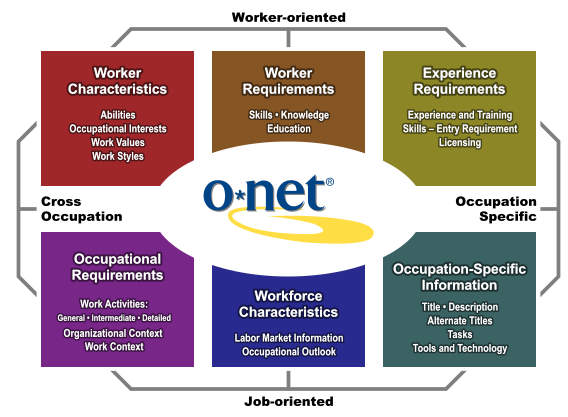 Worker-oriented
Worker
Characteristics
Abilities
Occupational Interests
Work Values
Work Styles
Worker
Requirements
Skills • Knowledge
Education
Experience
Requirements
Experience and Training
Skills – Entry Requirement
Licensing
Cross
Occupation
o*net®
Occupation
Specific
Occupational
Requirements
Work Activities:
General • Intermediate • Detailed
Organizational Context
Work Context
Workforce
Characteristics
Labor Market Information
Occupational Outlook
Occupation-Specific
Information
Title • Description
Alternate Titles
Tasks
Tools and Technology
Job-oriented